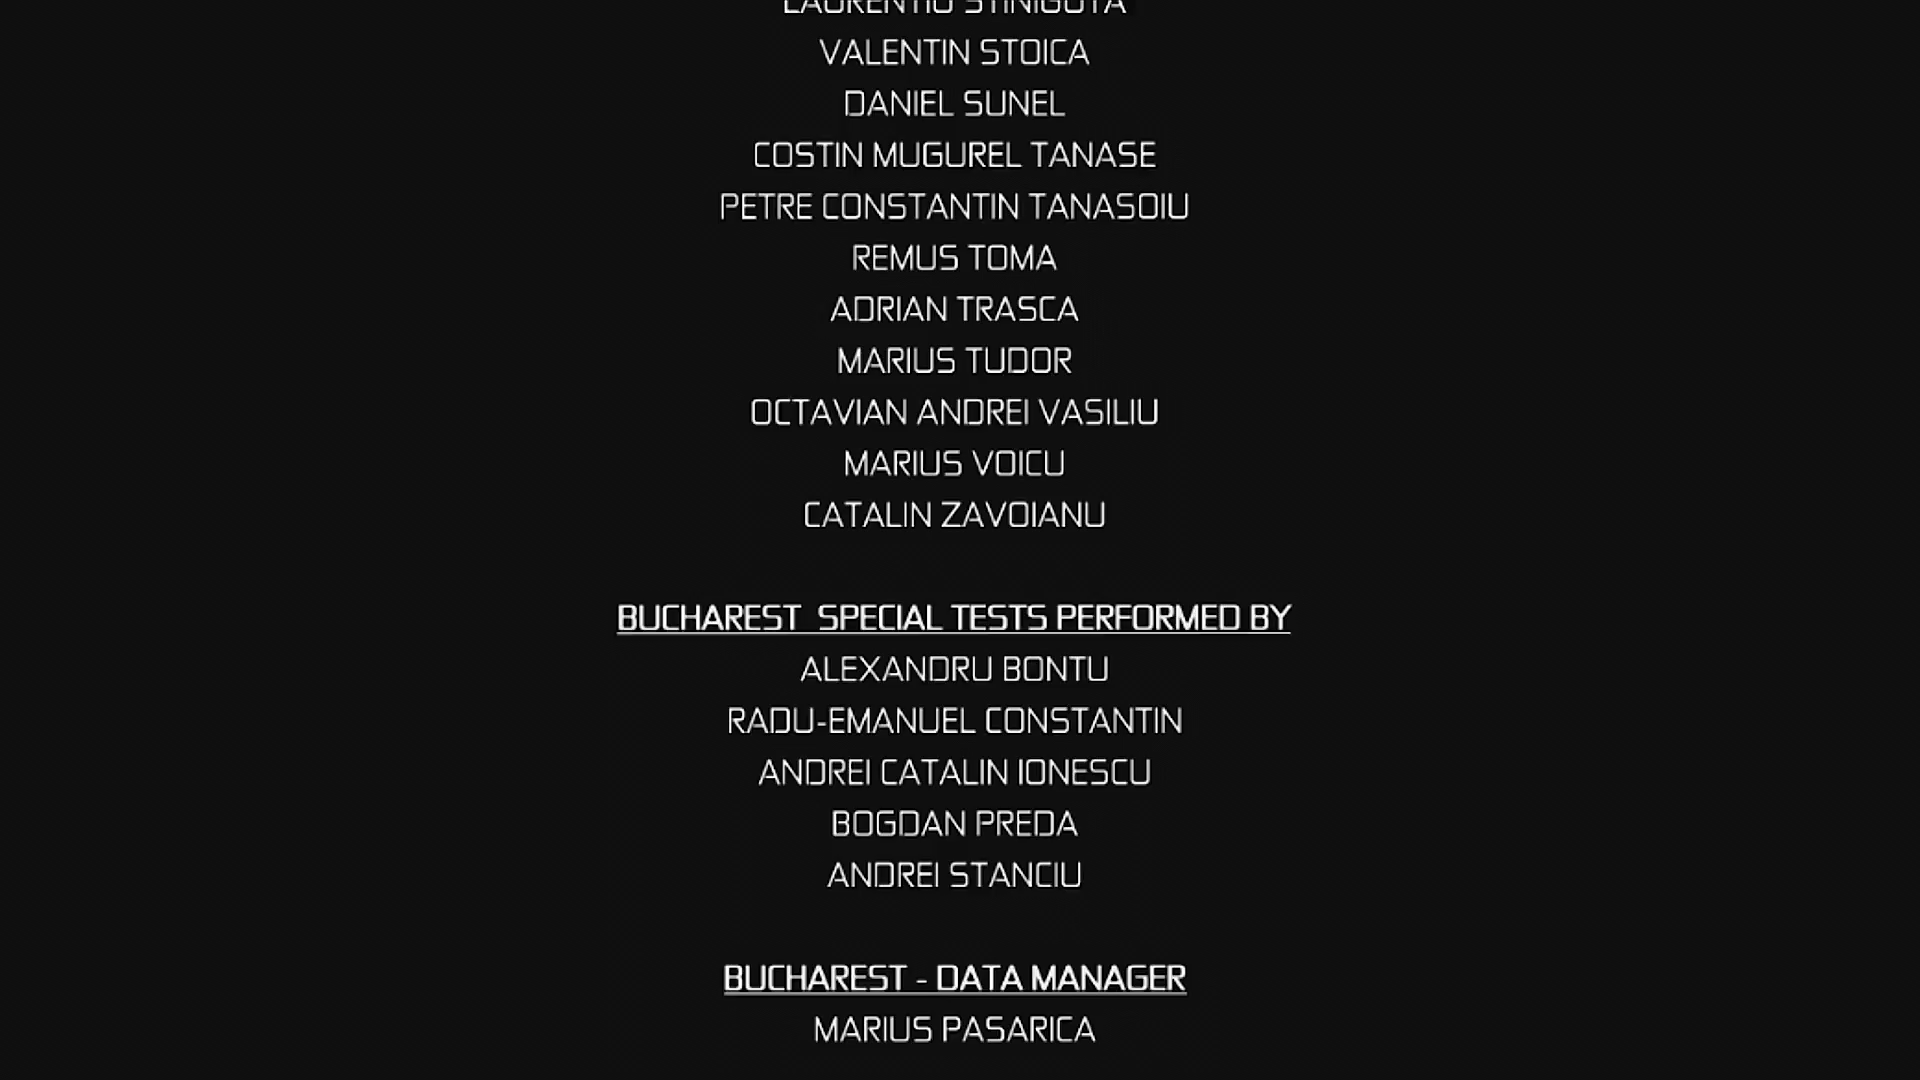 LAURENTIU STINIGUTA
VALENTIN STOICA
DANIEL SUNEL
COSTIN MUGUREL TANASE
PETRE CONSTANTIN TANASOIU
REMUS TOMA
ADRIAN TRASCA
MARIUS TUDOR
OCTAVIAN ANDREI VASILIU
MARIUS VOICU
CATALIN ZAVOIANU
BUCHAREST  SPECIAL TESTS PERFORMED BY
ALEXANDRU BONTU
RADU-EMANUEL CONSTANTIN
ANDREI CATALIN IONESCU
BOGDAN PREDA
ANDREI STANCIU
BUCHAREST - DATA MANAGER
MARIUS PASARICA